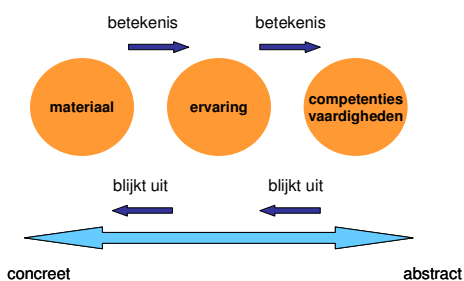 betekenis betekenis
materiaal ervaring competenties
vaardigheden
blijkt uit blijkt uit
concreet abstract